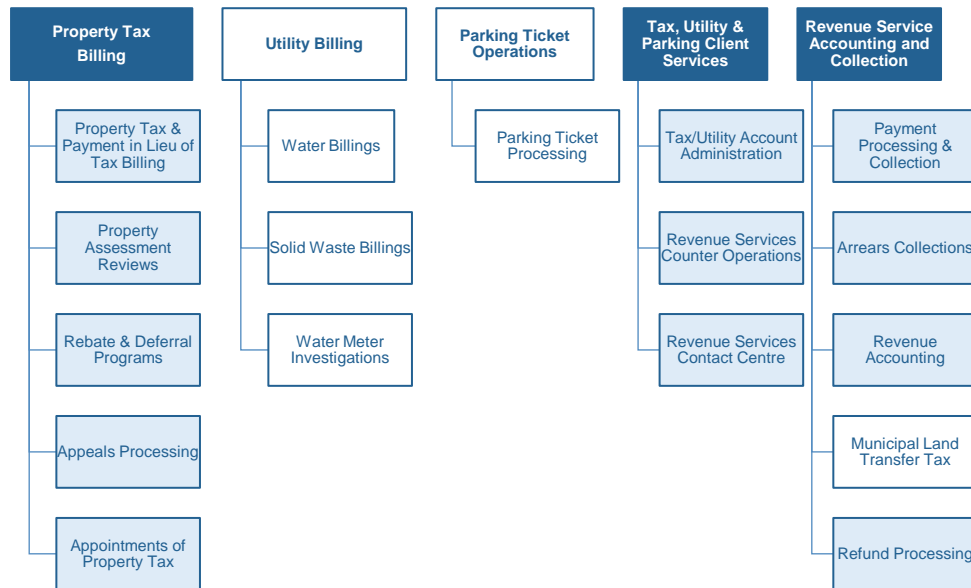 Property Tax
Billing
Property Tax &
Payment in Lieu of
Tax Billing
Property
Assessment
Reviews
Rebate & Deferral
Programs
Appeals Processing
Appointments of
Property Tax
Utility Billing
Water Billings
Solid Waste Billings
Water Meter
Investigations
Parking Ticket
Operations
Parking Ticket
Processing
Tax, Utility &
Parking Client
Services
Tax/Utility Account
Administration
Revenue Services
Counter Operations
Revenue Services
Contact Centre
Revenue Service
Accounting and
Collection
Payment
Processing &
Collection
Arrears Collections
Revenue
Accounting
Municipal Land
Transfer Tax
Refund Processing